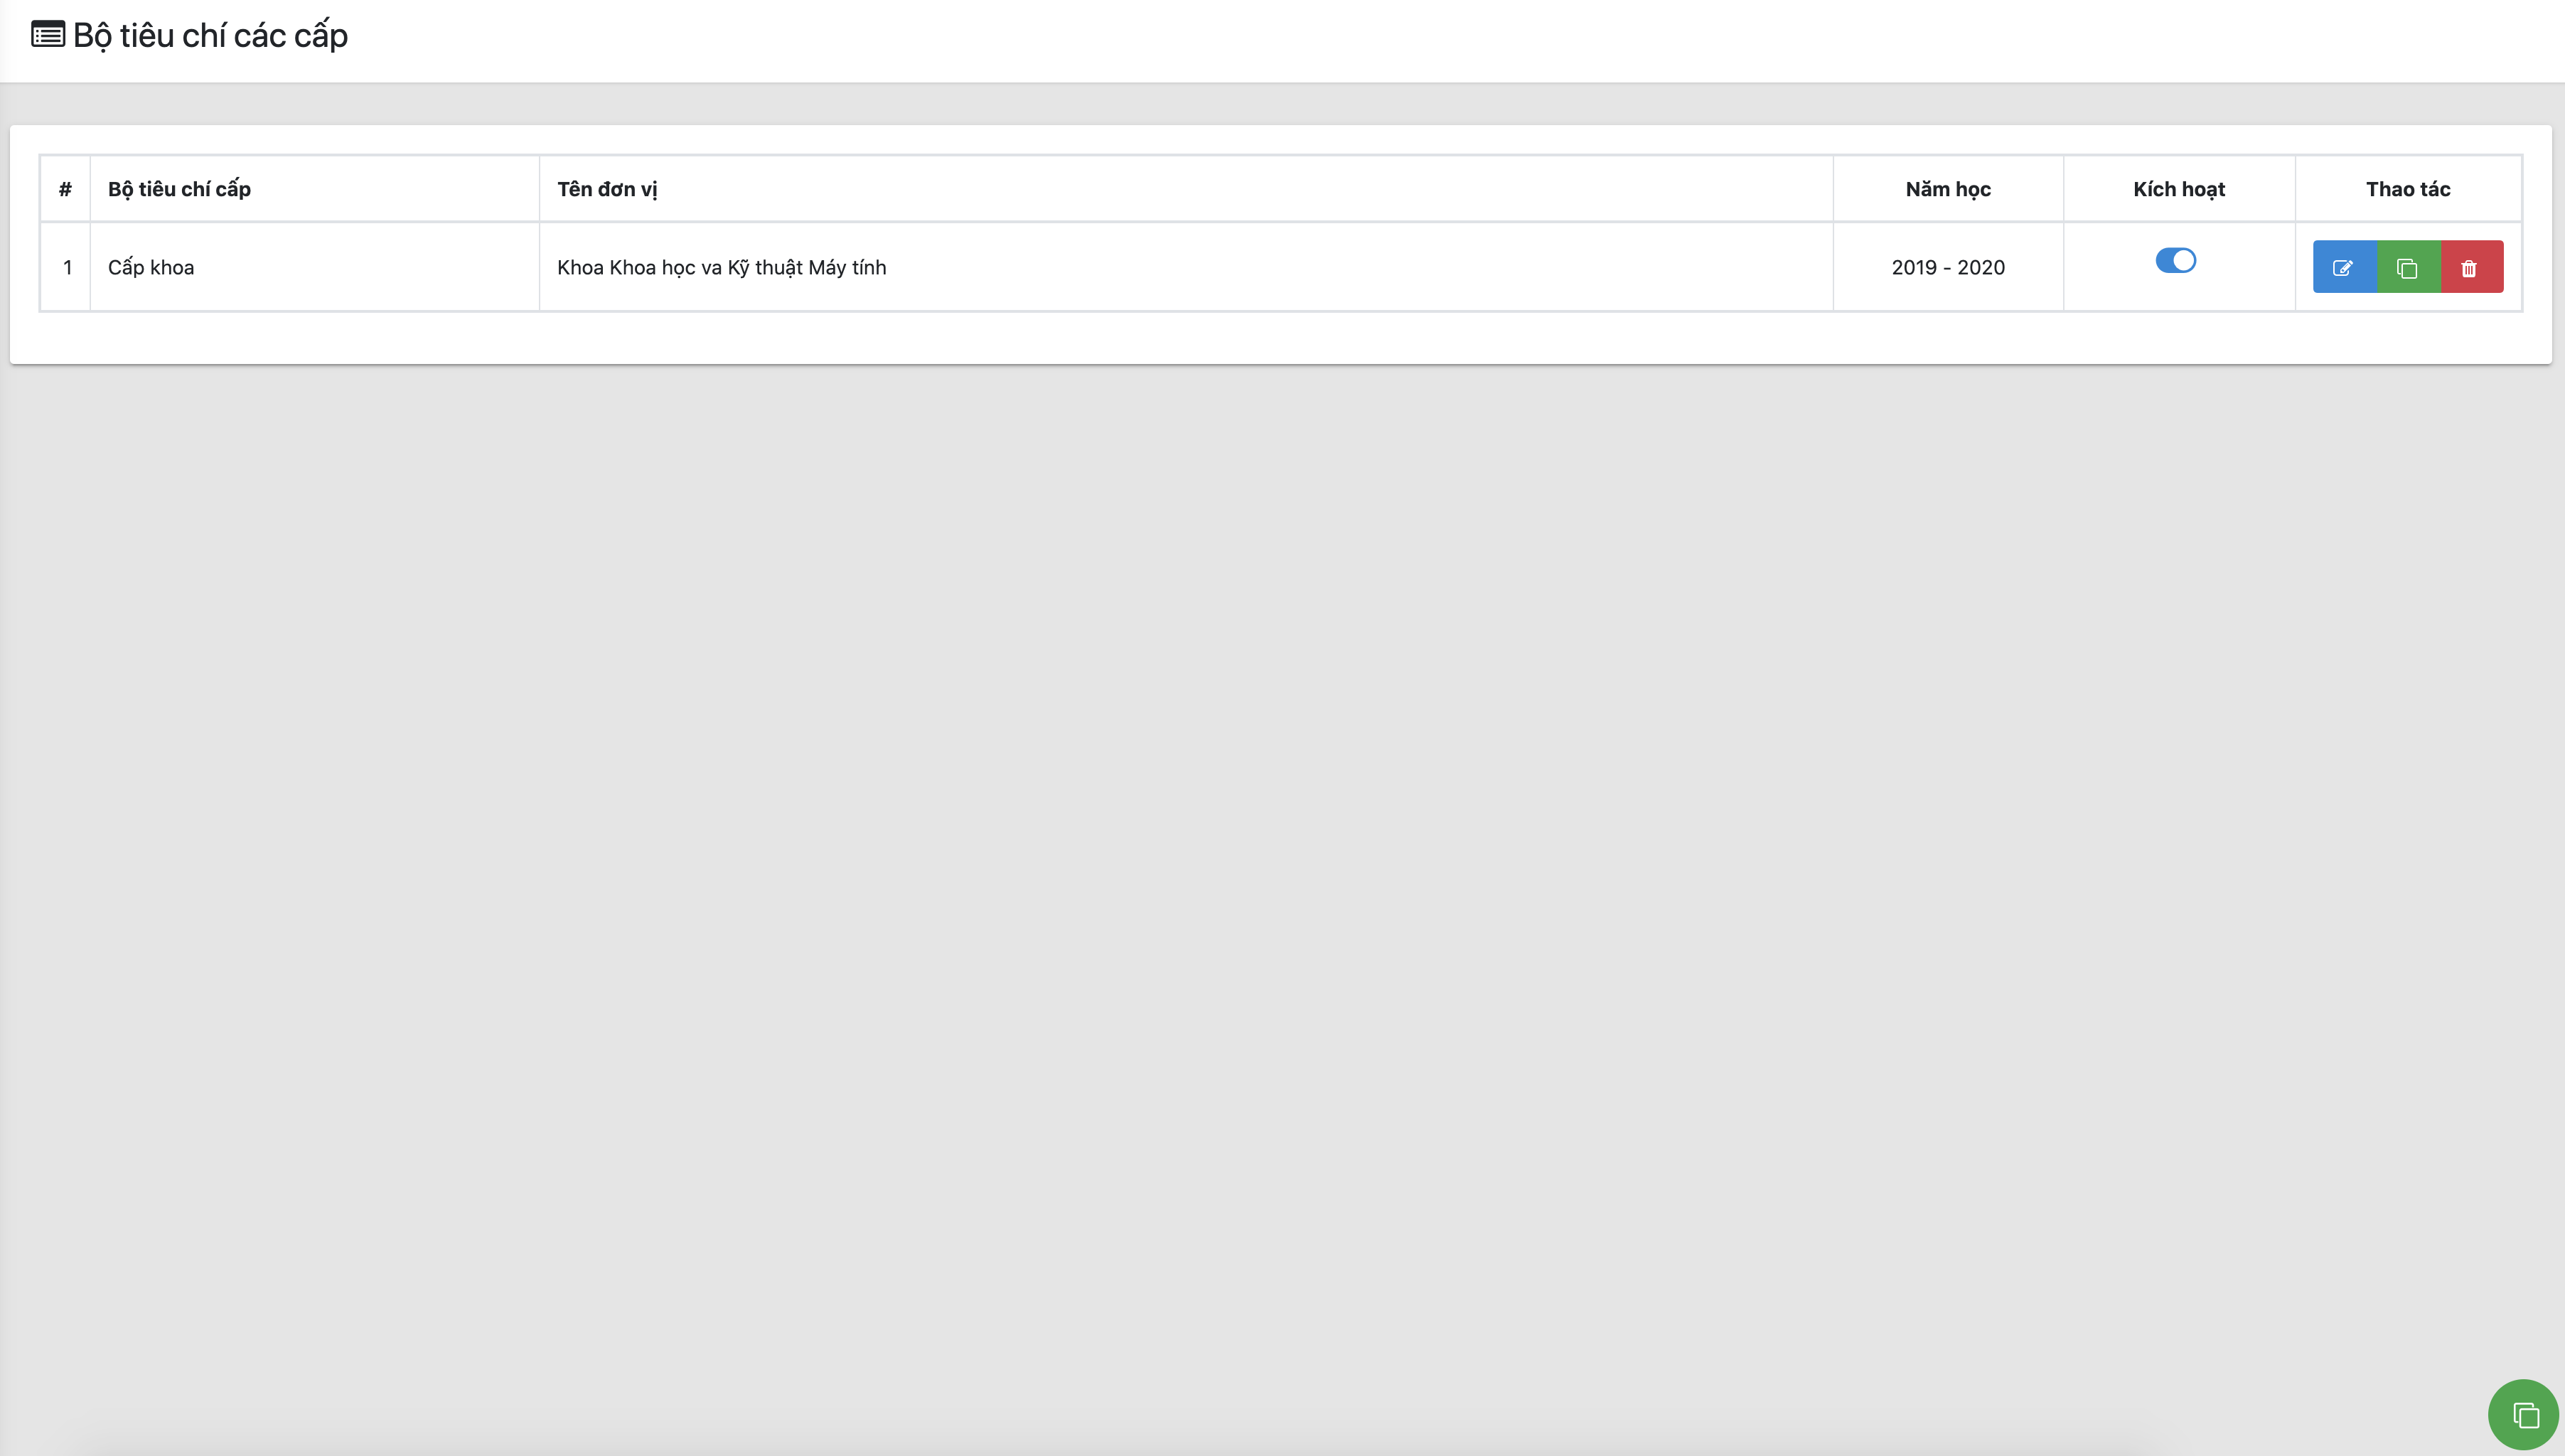 Bộ tiêu chí các cấp
# Bộ tiêu chí cấp Tên đơn vị Năm học Kích hoạt Thao tác
1 Cấp khoa Khoa Khoa học va Kỹ thuật Máy tính 2019 - 2020